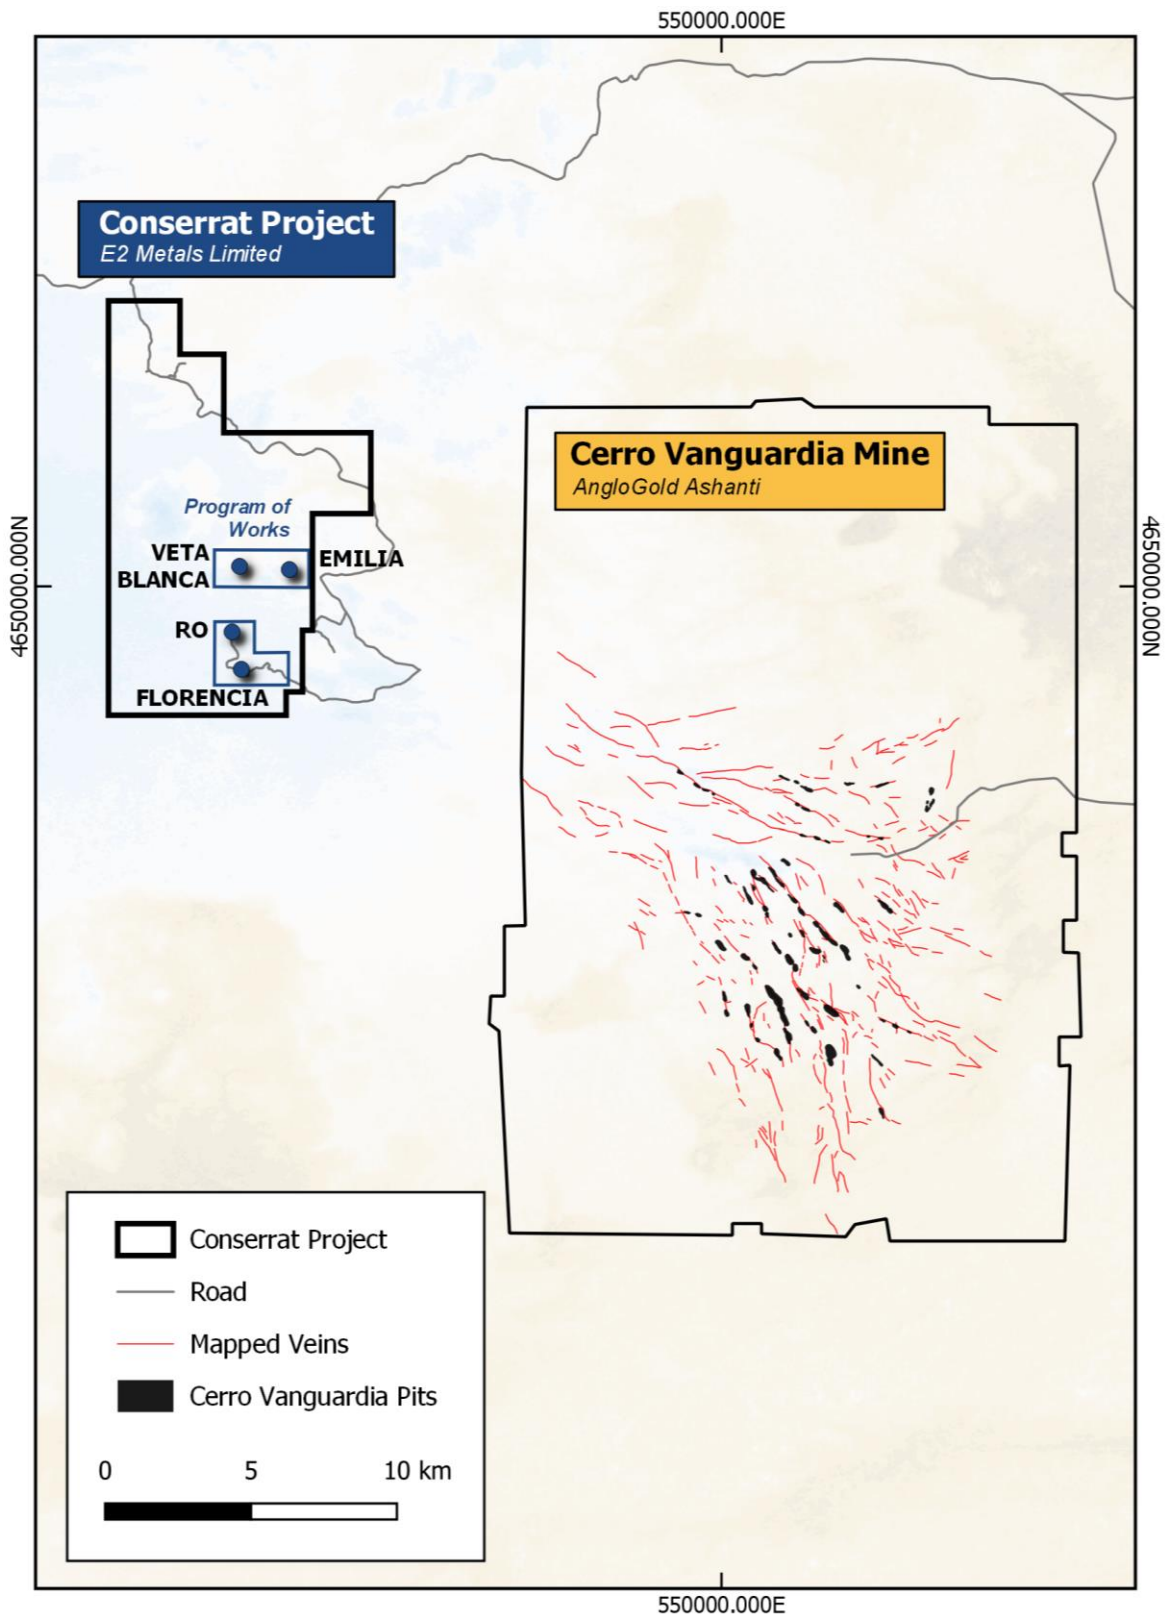 550000.000E
Conserrat Project
E2 Metals Limited
Cerro Vanguardia Mine
AngloGold Ashanti
Program of
Works
VETA
BLANCA
EMILIA
RO
FLORENCIA
4650000.000N
4650000.000N
Conserrat Project
Road
Mapped Veins
Cerro Vanguardia Pits
0 5 10 km
550000.000E